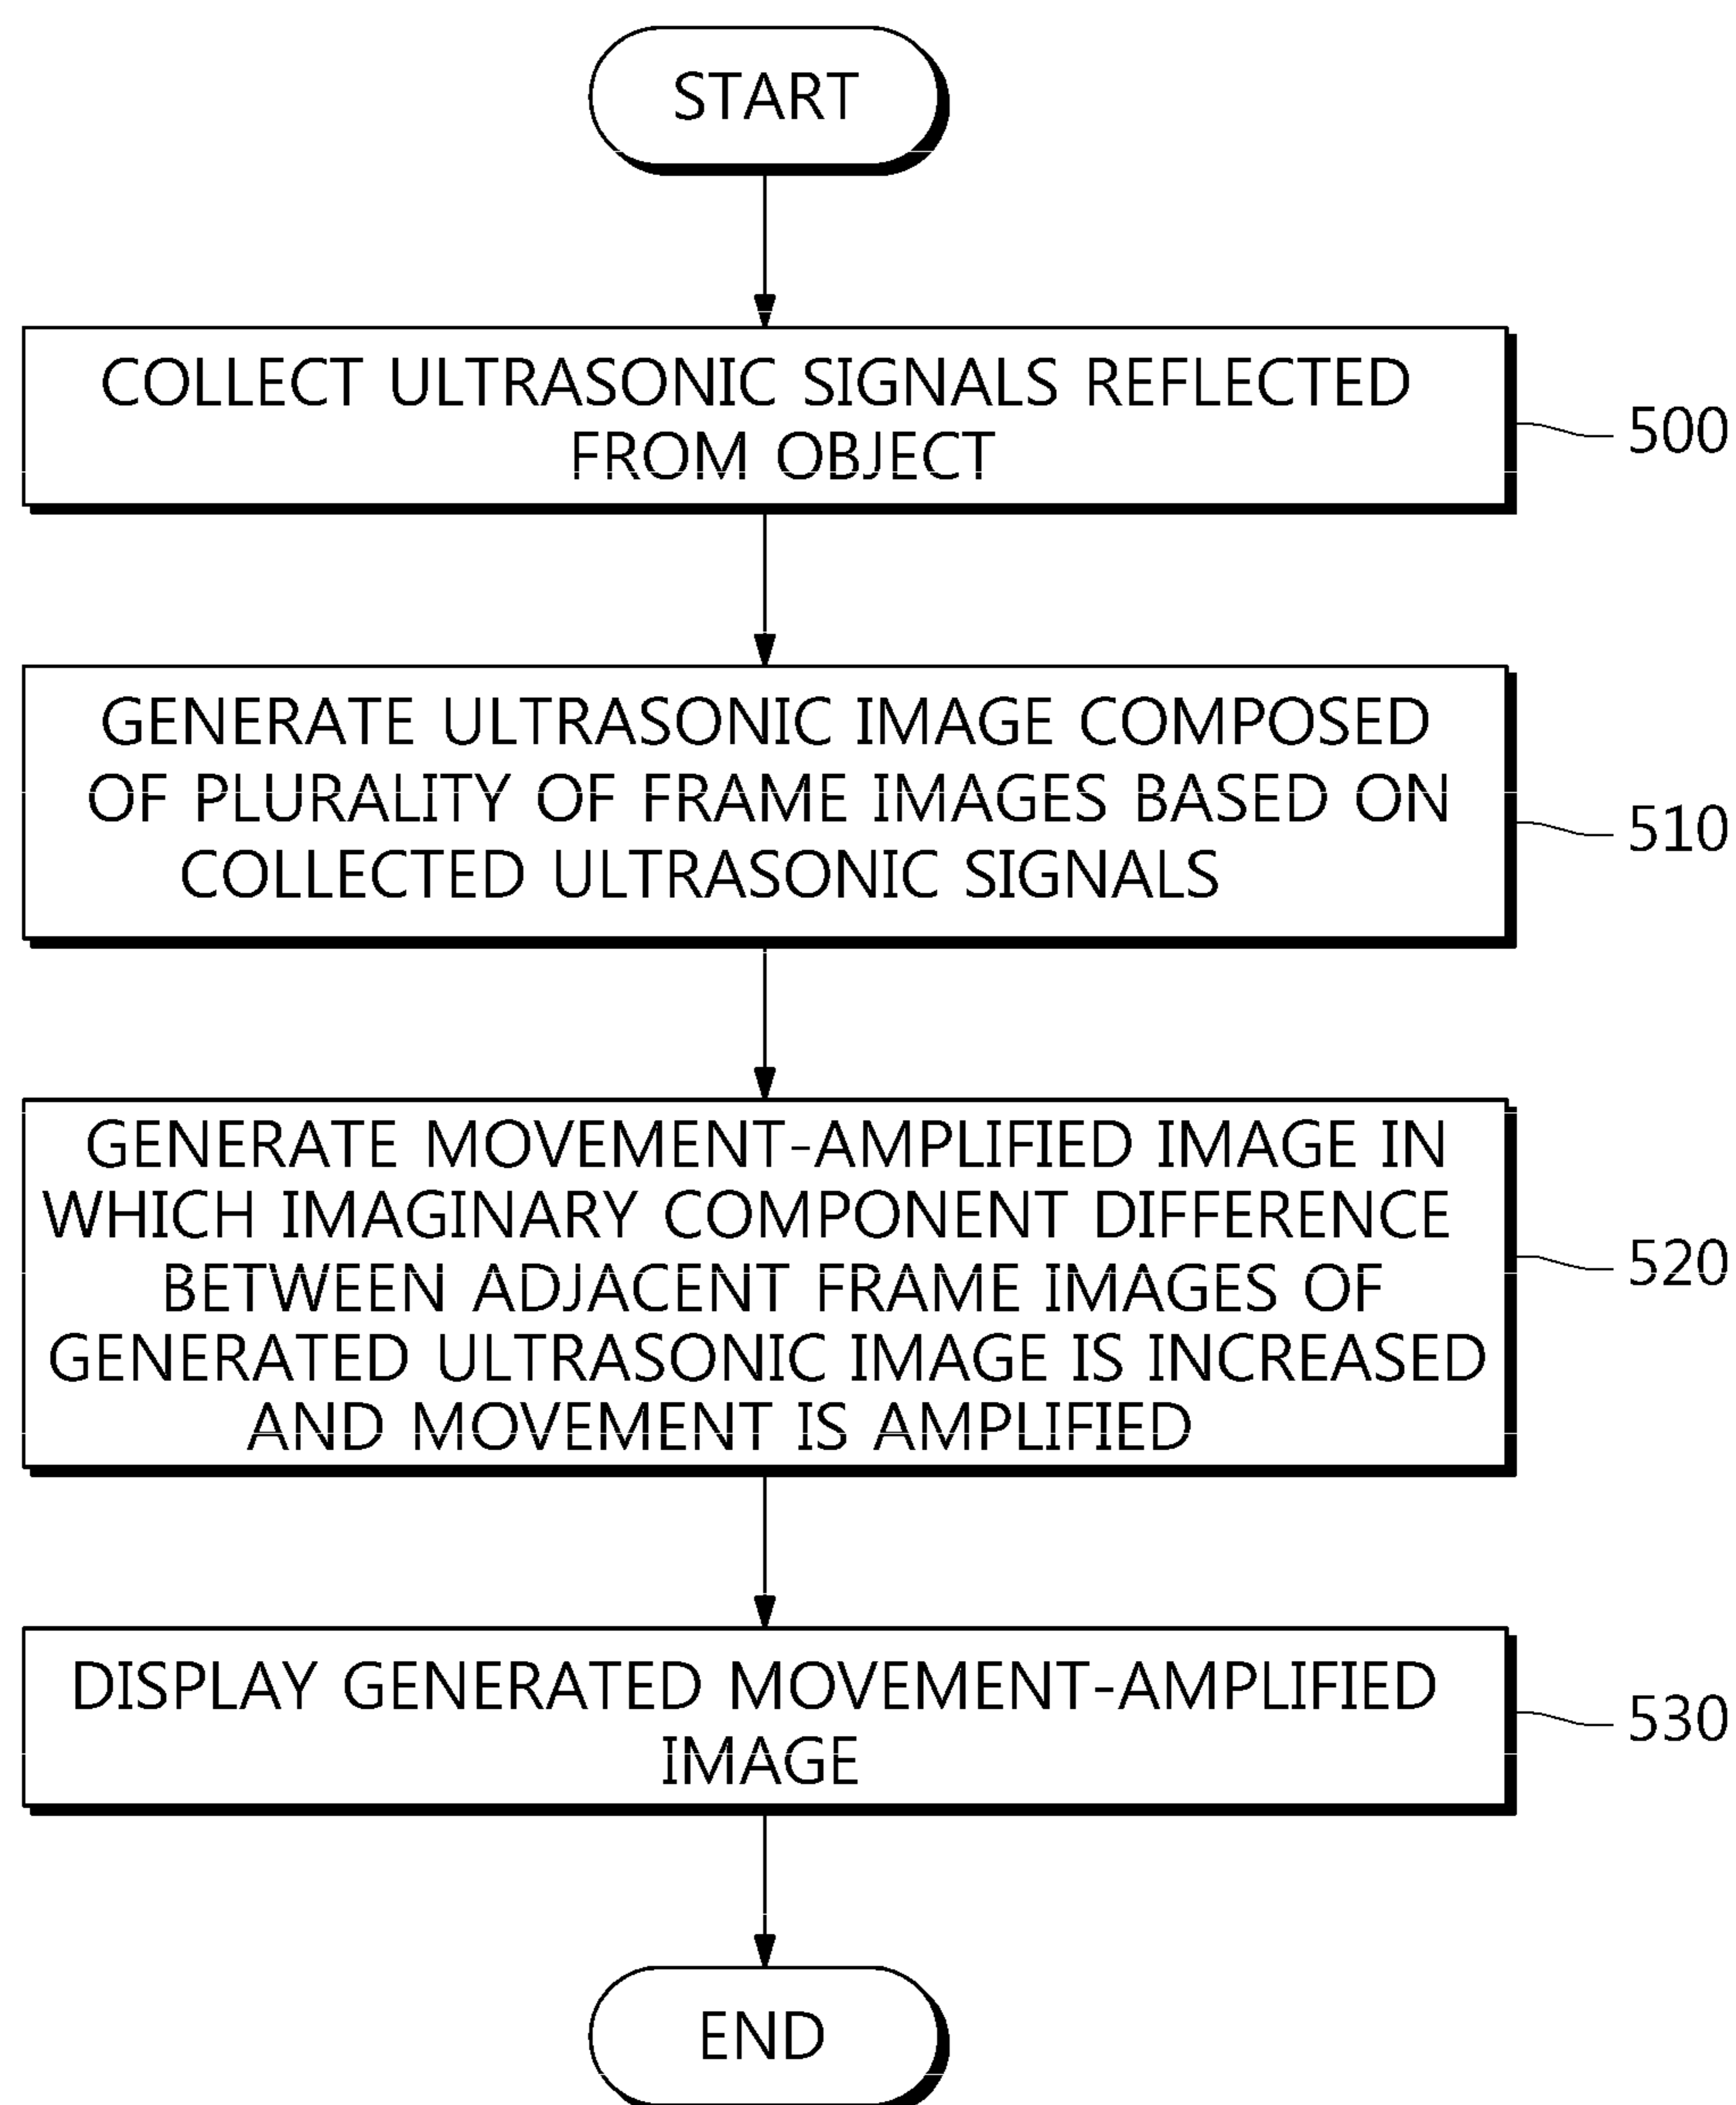 START
COLLECT ULTRASONIC SIGNALS REFLECTED
FROM OBJECT
500
GENERATE ULTRASONIC IMAGE COMPOSED
OF PLURALITY OF FRAME IMAGES BASED ON
COLLECTED ULTRASONIC SIGNALS
510
GENERATE MOVEMENT-AMPLIFIED IMAGE IN
WHICH IMAGINARY COMPONENT DIFFERENCE
BETWEEN ADJACENT FRAME IMAGES OF
GENERATED ULTRASONIC IMAGE IS INCREASED
AND MOVEMENT IS AMPLIFIED
520
DISPLAY GENERATED MOVEMENT-AMPLIFIED
IMAGE
530
END